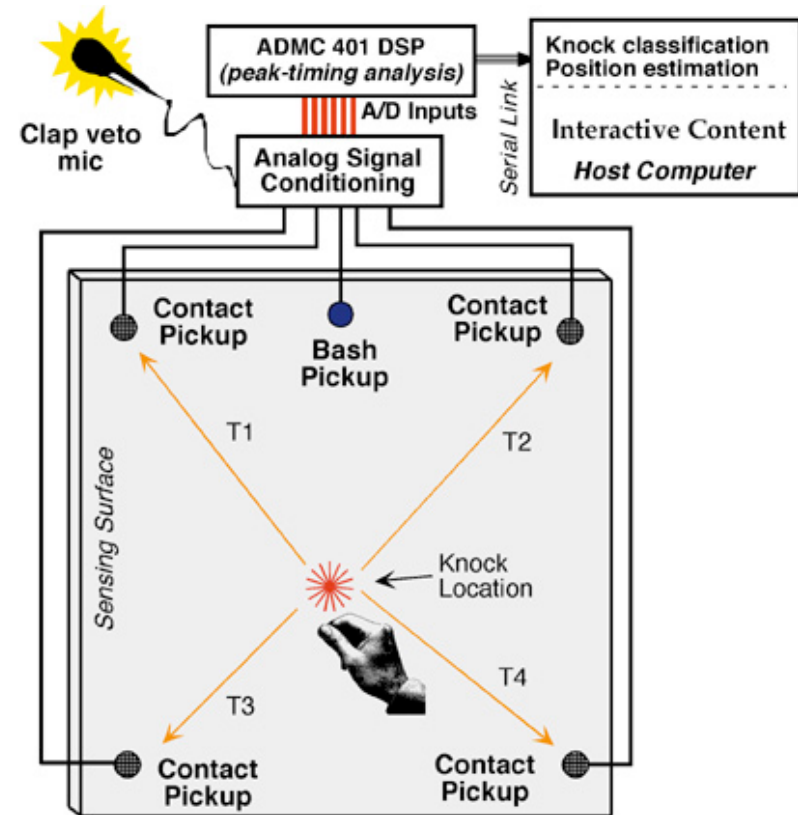 ADMC 401 DSP
(peak-timing analysis)
Knock classification
Position estimation
Interactive Content
Host Computer
Serial Link
A/D Inputs
Clap veto
mic
Analog Signal
Conditioning
Contact
Pickup
Bash
Pickup
Contact
Pickup
T1
T2
Sensing Surface
Knock
Location
T3
T4
Contact
Pickup
Contact
Pickup